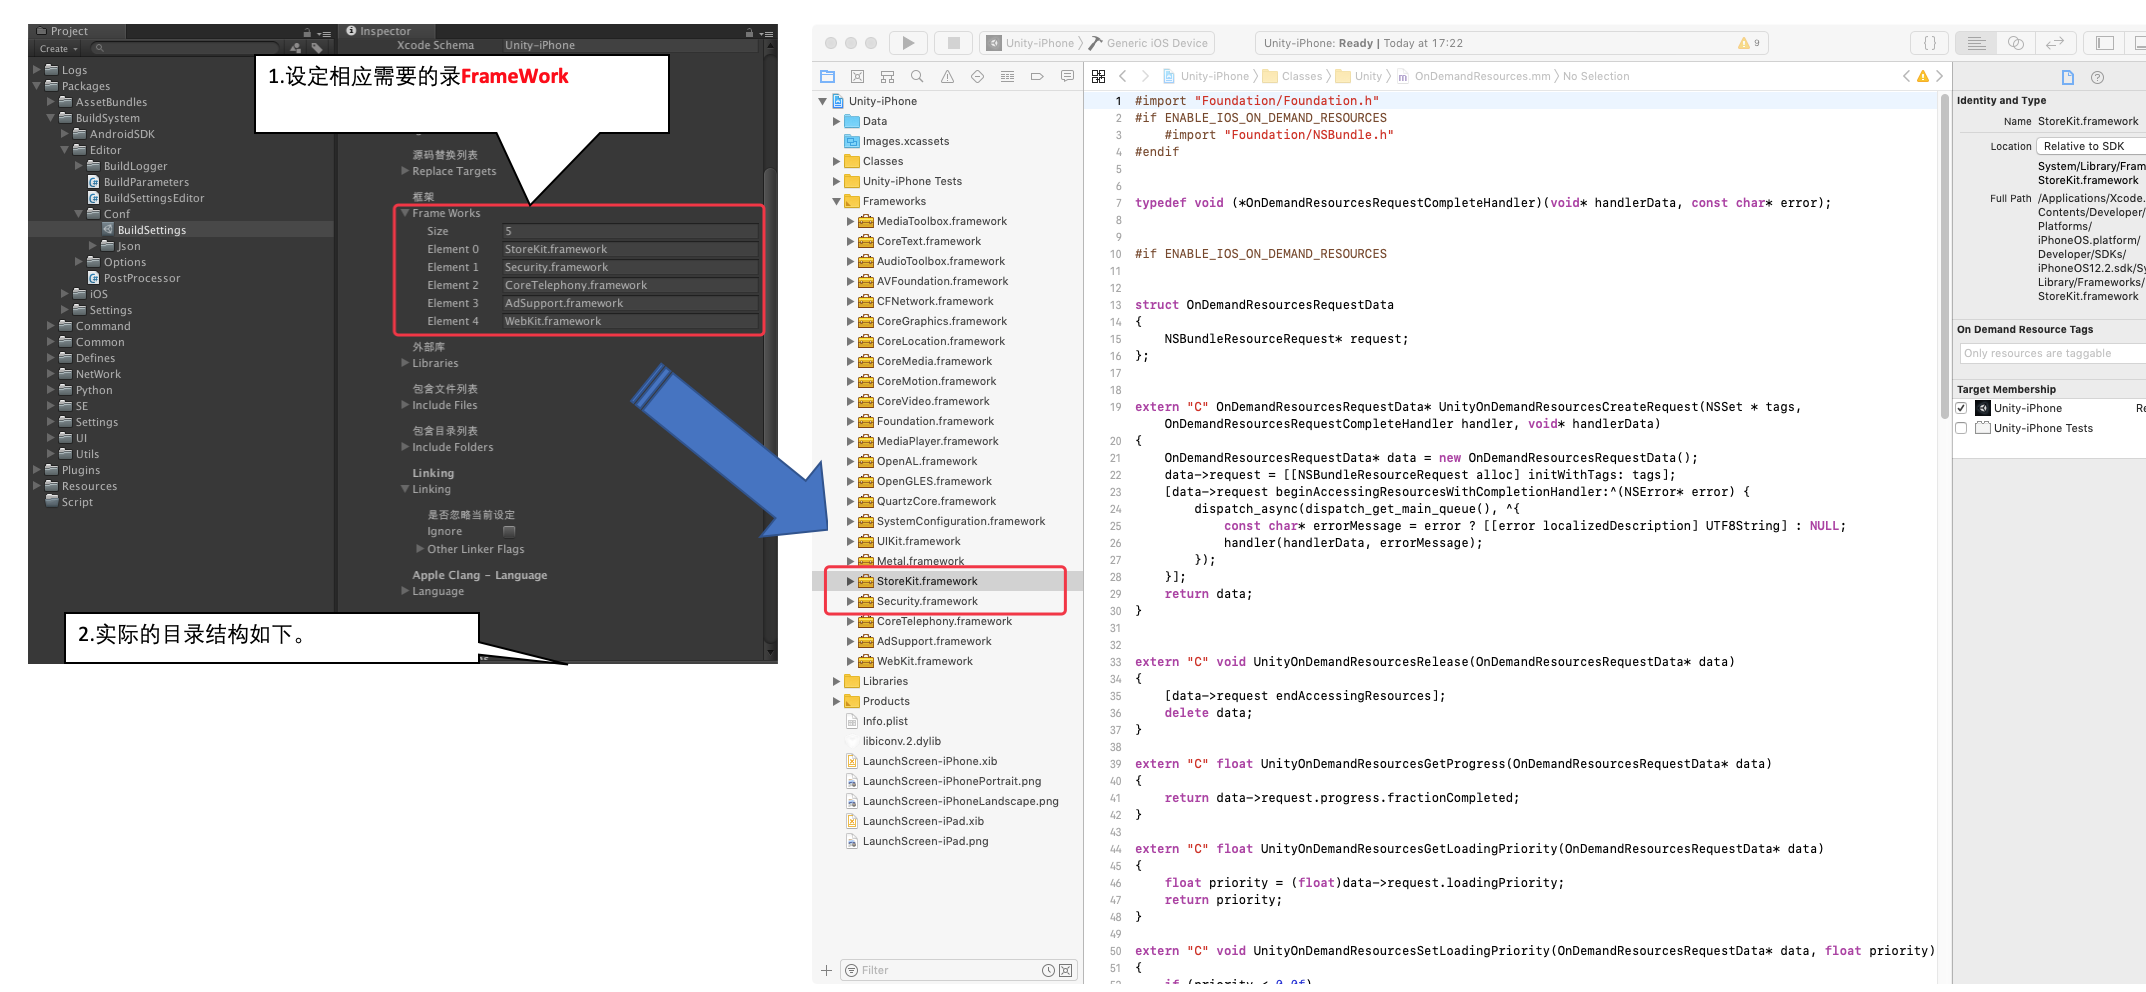 Project
Create
Logs
Packages
AssetBundles
BuildSystem
AndroidSDK
Editor
BuildLogger
BuildParameters
BuildSettingsEditor
Conf
BuildSettings
Json
Options
PostProcessor
iOS
Settings
Command
Common
Defines
NetWork
Python
SE
Settings
UI
Utils
Plugins
Resources
Script
Inspector
Xcode Schema Unity-iPhone
1.设定相应需要的录FrameWork
源码替换列表
Replace Targets
框架
Frame Works
Size 5
Element 0 StoreKit.framework
Element 1 Security.framework
Element 2 CoreTelephony.framework
Element 3 AdSupport.framework
Element 4 WebKit.framework
外部库
Libraries
包含文件列表
Include Files
包含目录列表
Include Folders
Linking
Linking
是否忽略当前设定
Ignore
Other Linker Flags
Apple Clang - Language
Language
2.实际的目录结构如下。
Unity-iPhone Generic iOS Device
Unity-iPhone: Ready | Today at 17:22
9
Unity-iPhone
Data
Images.xcassets
Classes
Unity-iPhone Tests
Frameworks
MediaToolbox.framework
CoreText.framework
AudioToolbox.framework
AVFoundation.framework
CFNetwork.framework
CoreGraphics.framework
CoreLocation.framework
CoreMedia.framework
CoreMotion.framework
CoreVideo.framework
Foundation.framework
MediaPlayer.framework
OpenAL.framework
OpenGLES.framework
QuartzCore.framework
SystemConfiguration.framework
UIKit.framework
Metal.framework
StoreKit.framework
Security.framework
CoreTelephony.framework
AdSupport.framework
WebKit.framework
Libraries
Products
Info.plist
libiconv.2.dylib
LaunchScreen-iPhone.xib
LaunchScreen-iPhonePortrait.png
LaunchScreen-iPhoneLandscape.png
LaunchScreen-iPad.xib
LaunchScreen-iPad.png
Filter
Unity-iPhone Classes Unity OnDemandResources.mm No Selection
1 #import "Foundation/Foundation.h"
2 #if ENABLE_IOS_ON_DEMAND_RESOURCES
3 #import "Foundation/NSBundle.h"
4 #endif
5
6
7 typedef void (*OnDemandResourcesRequestCompleteHandler)(void* handlerData, const char* error);
8
9
10 #if ENABLE_IOS_ON_DEMAND_RESOURCES
11
12
13 struct OnDemandResourcesRequestData
14 {
15 NSBundleResourceRequest* request;
16 };
17
18
19 extern "C" OnDemandResourcesRequestData* UnityOnDemandResourcesCreateRequest(NSSet * tags,
OnDemandResourcesRequestCompleteHandler handler, void* handlerData)
20 {
21 OnDemandResourcesRequestData* data = new OnDemandResourcesRequestData();
22 data->request = [[NSBundleResourceRequest alloc] initWithTags: tags];
23 [data->request beginAccessingResourcesWithCompletionHandler:^(NSError* error) {
24 dispatch_async(dispatch_get_main_queue(), ^{
25 const char* errorMessage = error ? [[error localizedDescription] UTF8String] : NULL;
26 handler(handlerData, errorMessage);
27 });
28 }];
29 return data;
30 }
31
32
33 extern "C" void UnityOnDemandResourcesRelease(OnDemandResourcesRequestData* data)
34 {
35 [data->request endAccessingResources];
36 delete data;
37 }
38
39 extern "C" float UnityOnDemandResourcesGetProgress(OnDemandResourcesRequestData* data)
40 {
41 return data->request.progress.fractionCompleted;
42 }
43
44 extern "C" float UnityOnDemandResourcesGetLoadingPriority(OnDemandResourcesRequestData* data)
45 {
46 float priority = (float)data->request.loadingPriority;
47 return priority;
48 }
49
50 extern "C" void UnityOnDemandResourcesSetLoadingPriority(OnDemandResourcesRequestData* data, float priority)
51 {
52 if (priority < 0.0f)
Identity and Type
Name StoreKit.framework
Location Relative to SDK
System/Library/Fram
StoreKit.framework
Full Path /Applications/Xcode.
Contents/Developer/
Platforms/
iPhoneOS.platform/
Developer/SDKs/
iPhoneOS12.2.sdk/Sy
Library/Frameworks/
StoreKit.framework
On Demand Resource Tags
Only resources are taggable
Target Membership
Unity-iPhone Re
Unity-iPhone Tests